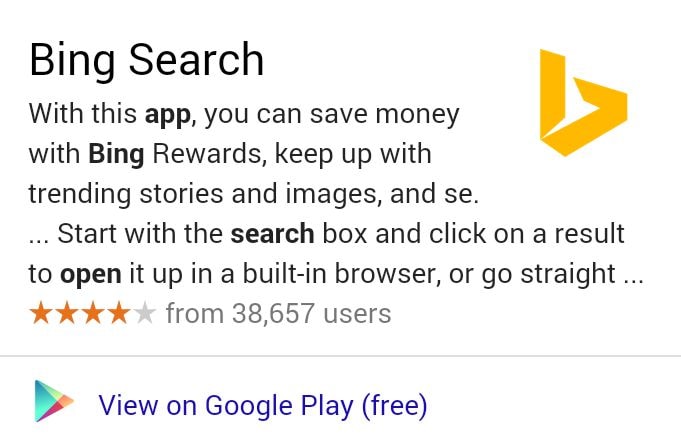 Bing Search
With this app, you can save money
with Bing Rewards, keep up with
trending stories and images, and se.
... Start with the search box and click on a result
to open it up in a built-in browser, or go straight ...
from 38,657 users
View on Google Play (free)